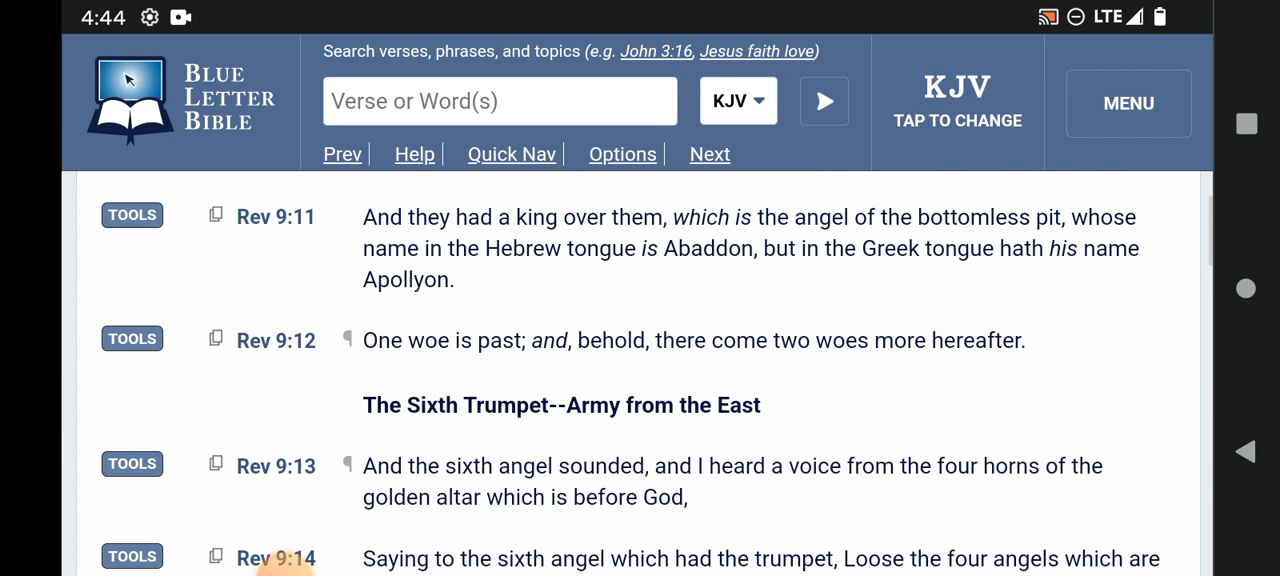 4:44 LTE
Search verses, phrases, and topics (e.g. John 3:16, Jesus faith love)
BLUE
LETTER
BIBLE
Verse or Word(s)
KJV
KJV
TAP TO CHANGE
MENU
Prev Help Quick Nav Options Next
TOOLS Rev 9:11 And they had a king over them, which is the angel of the bottomless pit, whose
name in the Hebrew tongue is Abaddon, but in the Greek tongue hath his name
Apollyon.
TOOLS Rev 9:12 ¶ One woe is past; and, behold, there come two woes more hereafter.
The Sixth Trumpet--Army from the East
TOOLS Rev 9:13 ¶ And the sixth angel sounded, and I heard a voice from the four horns of the
golden altar which is before God,
TOOLS Rev 9:14 Saying to the sixth angel which had the trumpet, Loose the four angels which are